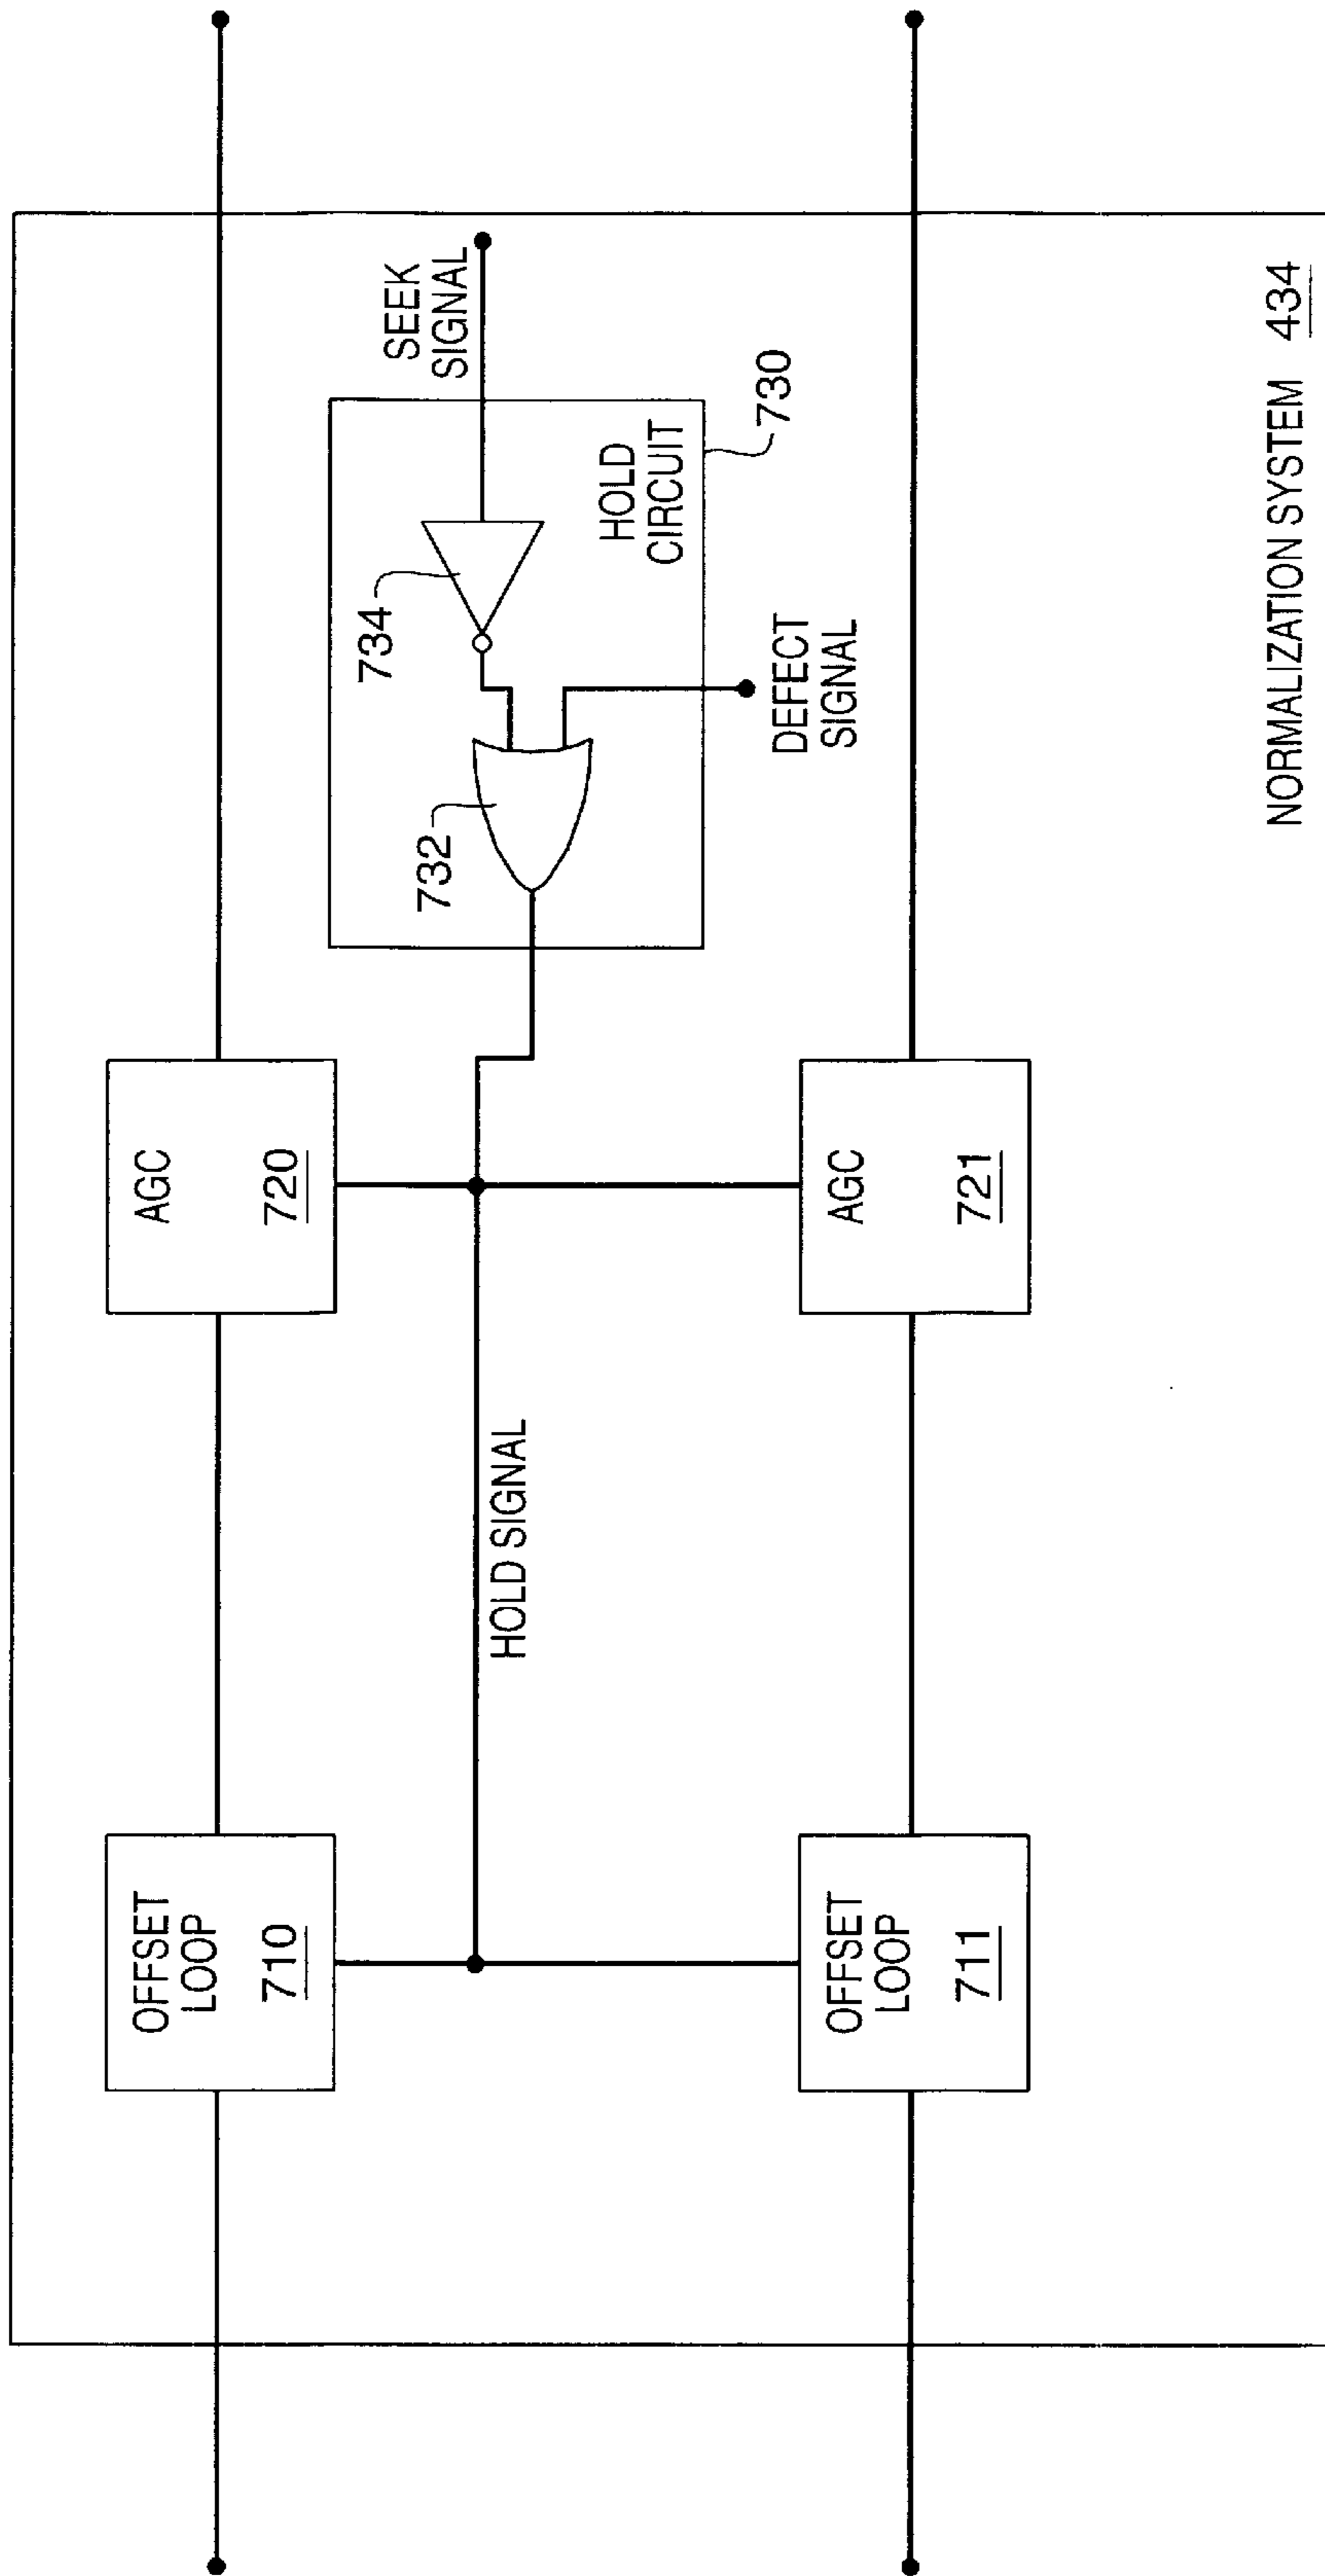 OFFSET
LOOP
710
AGC
720
SEEK
SIGNAL
734
732
HOLD
CIRCUIT
730
HOLD SIGNAL
DEFECT
SIGNAL
OFFSET
LOOP
711
AGC
721
NORMALIZATION SYSTEM 434